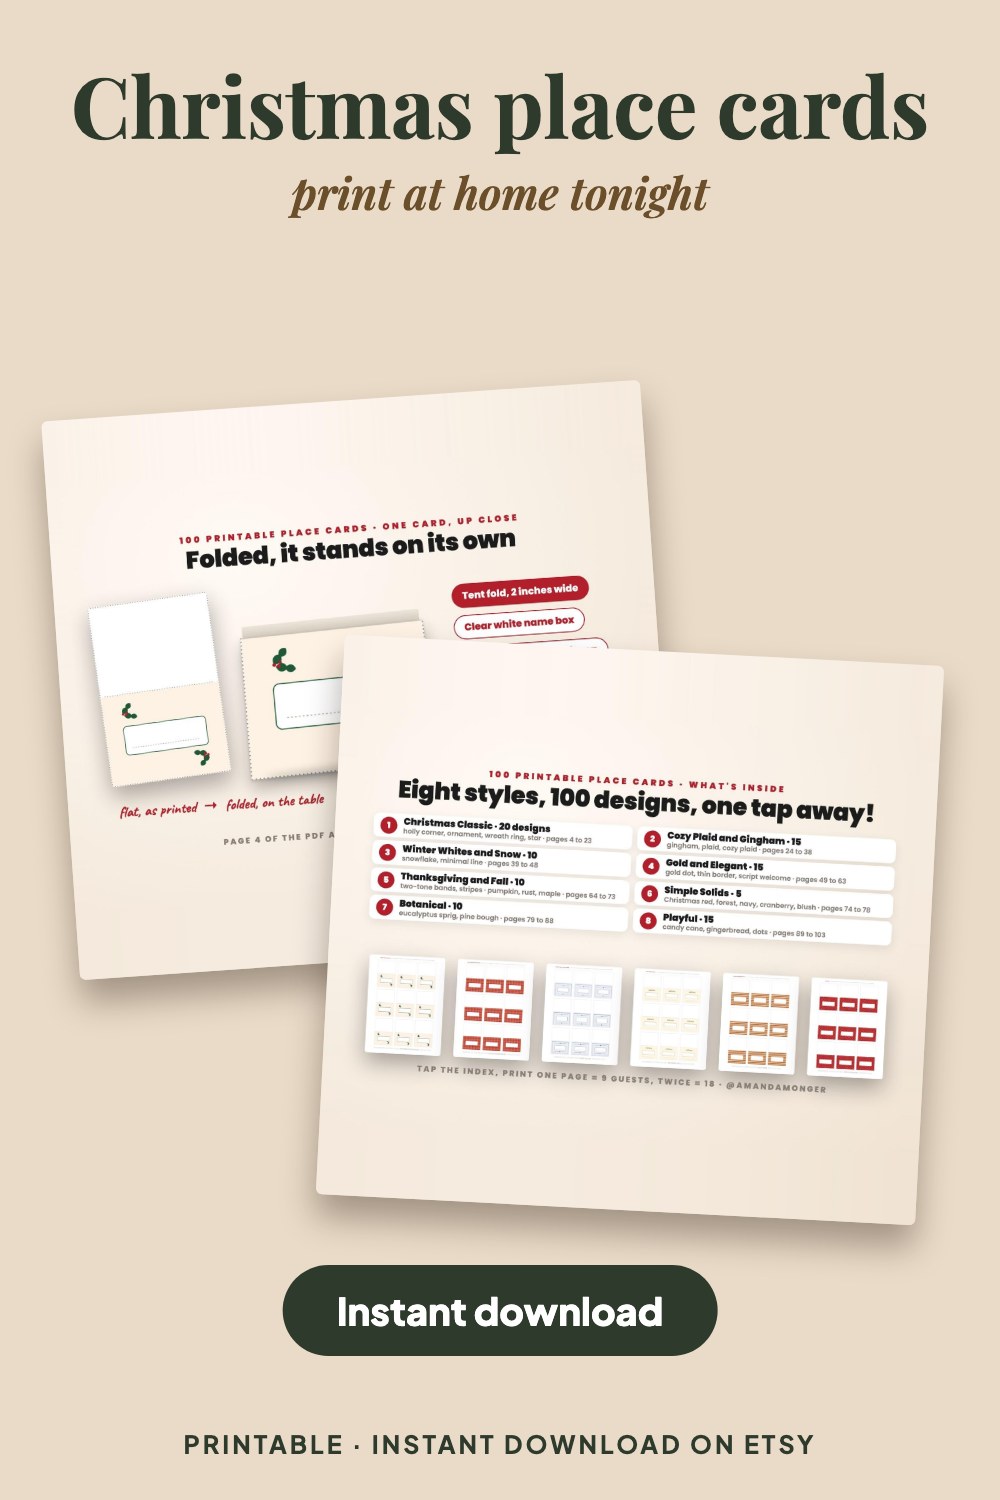 Christmas place cards
print at home tonight
100 PRINTABLE PLACE CARDS · ONE CARD, UP CLOSE
Folded, it stands on its own
Tent fold, 2 inches wide
Clear white name box
flat, as printed → folded, on the table
PAGE 4 OF THE PDF
100 PRINTABLE PLACE CARDS · WHAT'S INSIDE
Eight styles, 100 designs, one tap away!
1 Christmas Classic · 20 designs
holly corner, ornament, wreath ring, star · pages 4 to 23
2 Cozy Plaid and Gingham · 15
gingham, plaid, cozy plaid · pages 24 to 38
3 Winter Whites and Snow · 10
snowflake, minimal line · pages 39 to 48
4 Gold and Elegant · 15
gold dot, thin border, script welcome · pages 49 to 63
5 Thanksgiving and Fall · 10
two-tone bands, stripes · pumpkin, rust, maple · pages 64 to 73
6 Simple Solids · 5
Christmas red, forest, navy, cranberry, blush · pages 74 to 78
7 Botanical · 10
eucalyptus sprig, pine bough · pages 79 to 88
8 Playful · 15
candy cane, gingerbread, dots · pages 89 to 103
TAP THE INDEX, PRINT ONE PAGE = 9 GUESTS, TWICE = 18 · @AMANDAMONGER
Instant download
PRINTABLE · INSTANT DOWNLOAD ON ETSY